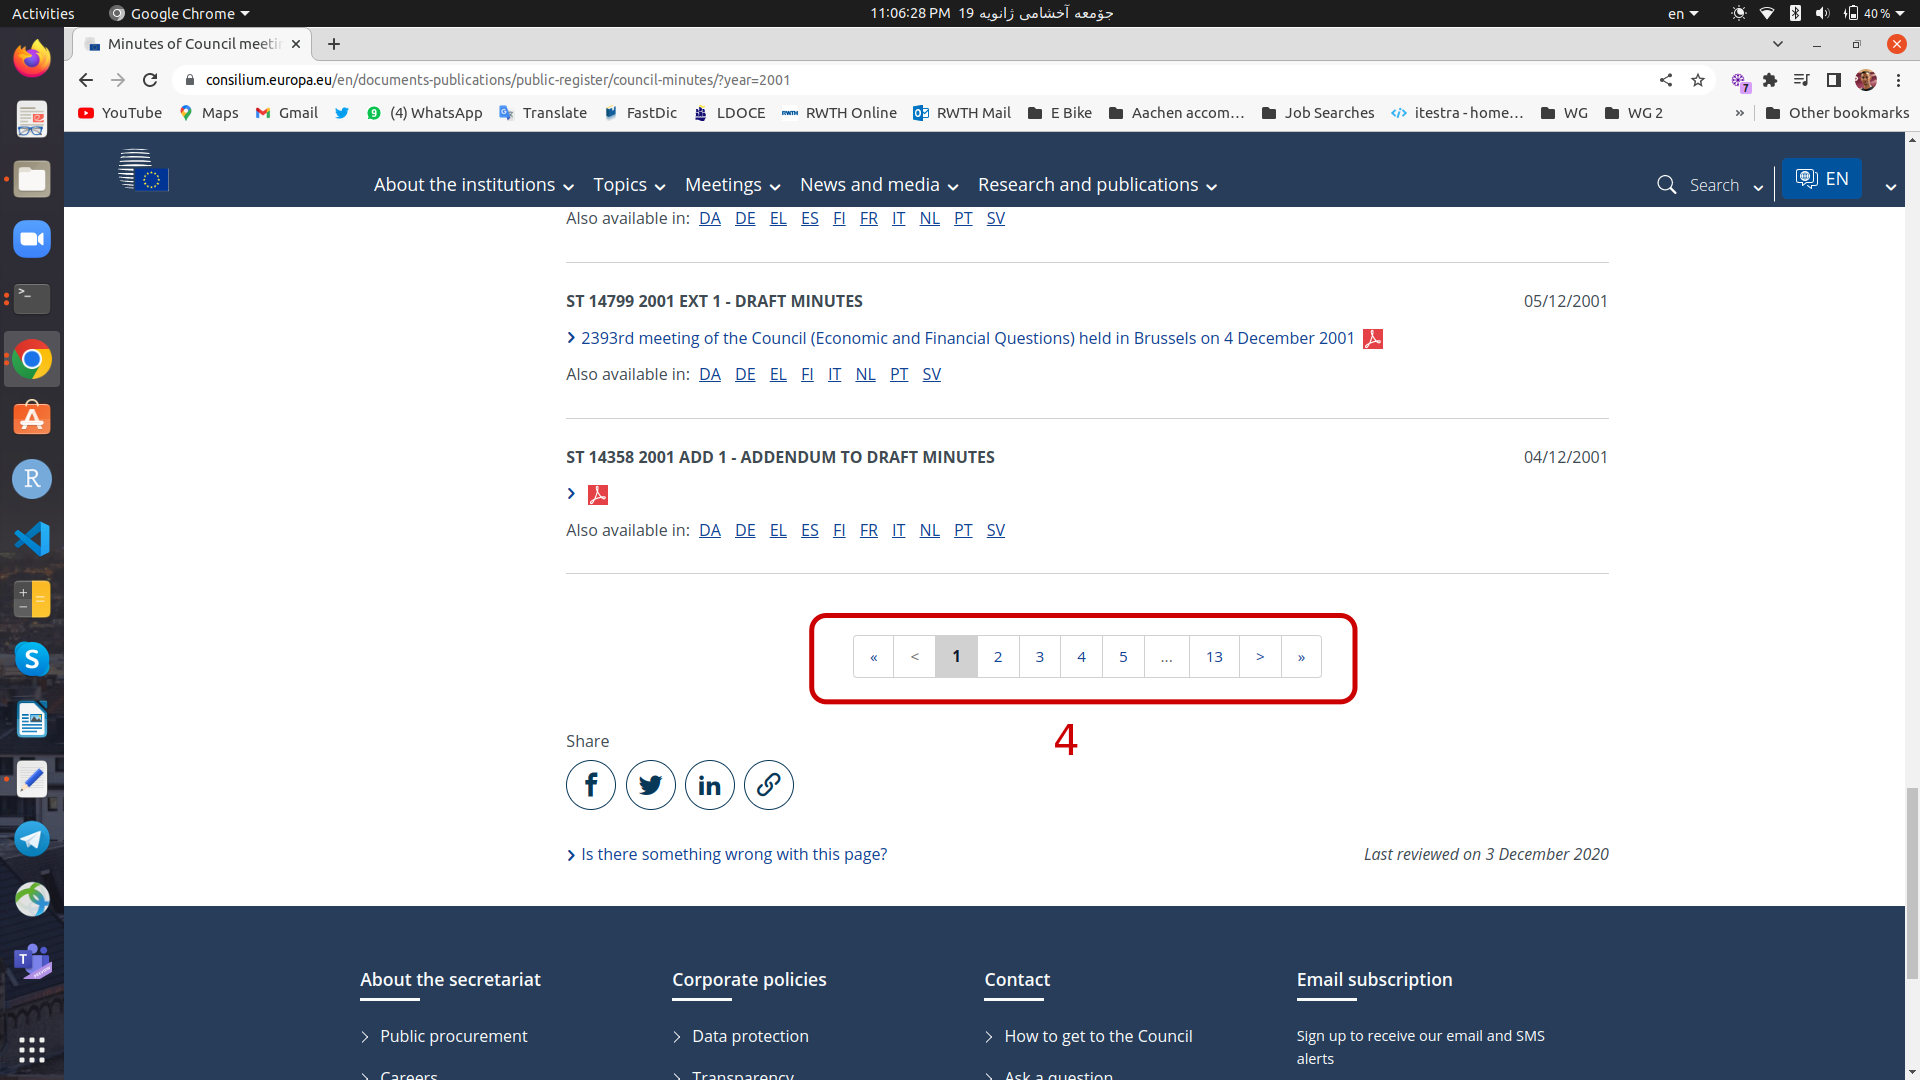 Activities Google Chrome 11:06:28 PM جۆمعه آخشامی ژانویه 19 en 40 %
Minutes of Council meetin
consilium.europa.eu/en/documents-publications/public-register/council-minutes/?year=2001 7
YouTube Maps Gmail (4) WhatsApp Translate FastDic LDOCE RWTH Online RWTH Mail E Bike Aachen accom… Job Searches itestra - home… WG WG 2 » Other bookmarks
About the institutions Topics Meetings News and media Research and publications Search EN
Also available in: DA DE EL ES FI FR IT NL PT SV
ST 14799 2001 EXT 1 - DRAFT MINUTES 05/12/2001
2393rd meeting of the Council (Economic and Financial Questions) held in Brussels on 4 December 2001
Also available in: DA DE EL FI IT NL PT SV
ST 14358 2001 ADD 1 - ADDENDUM TO DRAFT MINUTES 04/12/2001
Also available in: DA DE EL ES FI FR IT NL PT SV
« < 1 2 3 4 5 ... 13 > »
4
Share
Is there something wrong with this page? Last reviewed on 3 December 2020
About the secretariat Corporate policies Contact Email subscription
Public procurement Data protection How to get to the Council Sign up to receive our email and SMS
alerts
Careers Transparency Ask a question